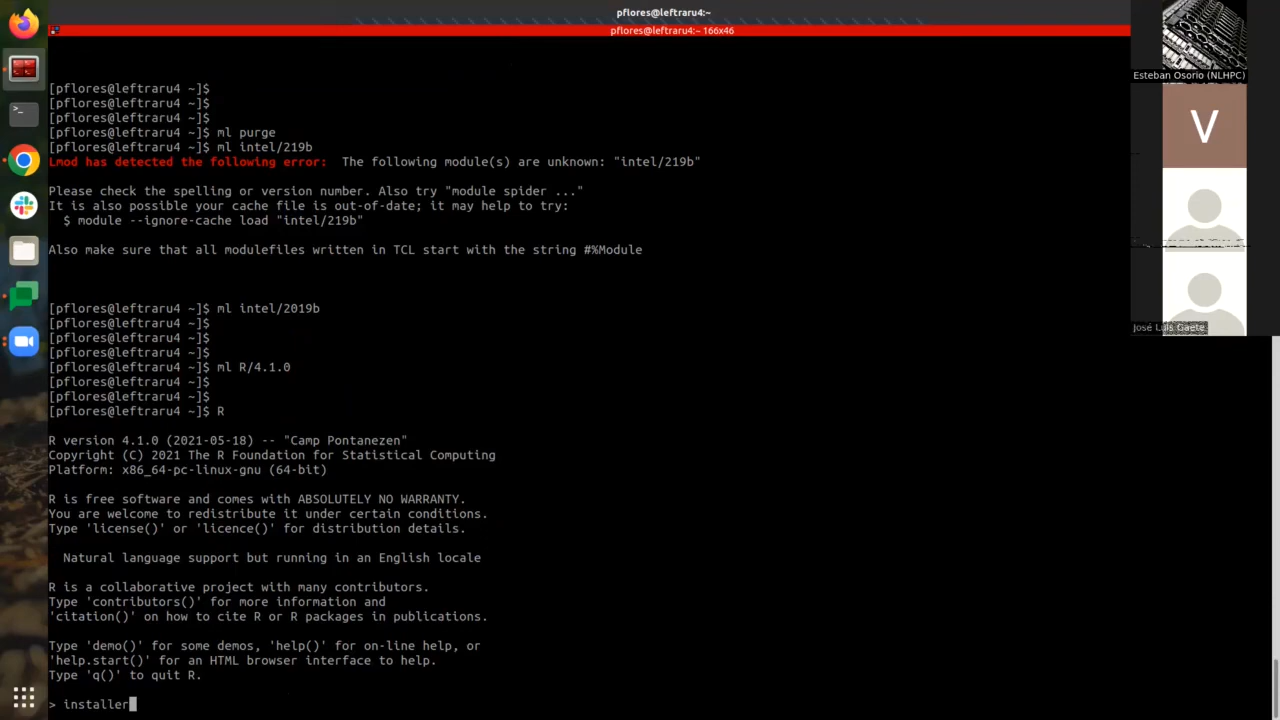 pflores@leftraru4:~
pflores@leftraru4:~ 166x46
[pflores@leftraru4 ~]$
[pflores@leftraru4 ~]$
[pflores@leftraru4 ~]$
[pflores@leftraru4 ~]$ ml purge
[pflores@leftraru4 ~]$ ml intel/219b
Lmod has detected the following error:  The following module(s) are unknown: "intel/219b"
Please check the spelling or version number. Also try "module spider ..."
It is also possible your cache file is out-of-date; it may help to try:
$ module --ignore-cache load "intel/219b"
Also make sure that all modulefiles written in TCL start with the string #%Module
[pflores@leftraru4 ~]$ ml intel/2019b
[pflores@leftraru4 ~]$
[pflores@leftraru4 ~]$
[pflores@leftraru4 ~]$
[pflores@leftraru4 ~]$ ml R/4.1.0
[pflores@leftraru4 ~]$
[pflores@leftraru4 ~]$
[pflores@leftraru4 ~]$ R
R version 4.1.0 (2021-05-18) -- "Camp Pontanezen"
Copyright (C) 2021 The R Foundation for Statistical Computing
Platform: x86_64-pc-linux-gnu (64-bit)
R is free software and comes with ABSOLUTELY NO WARRANTY.
You are welcome to redistribute it under certain conditions.
Type 'license()' or 'licence()' for distribution details.
Natural language support but running in an English locale
R is a collaborative project with many contributors.
Type 'contributors()' for more information and
'citation()' on how to cite R or R packages in publications.
Type 'demo()' for some demos, 'help()' for on-line help, or
'help.start()' for an HTML browser interface to help.
Type 'q()' to quit R.
> installer
Esteban Osorio (NLHPC)
V
José Luis Gaete